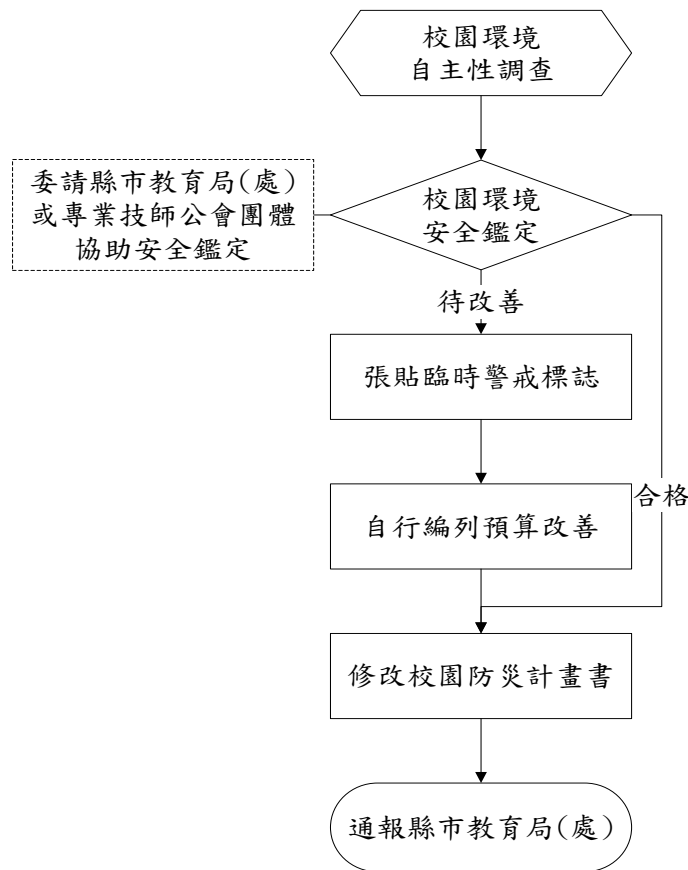 校園環境
自主性調查
委請縣市教育局(處)
或專業技師公會團體
協助安全鑑定
校園環境
安全鑑定
待改善
張貼臨時警戒標誌
自行編列預算改善
合格
修改校園防災計畫書
通報縣市教育局(處)